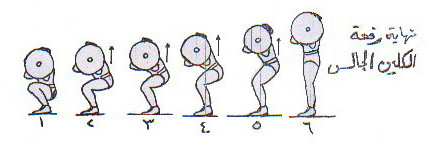 نهاية رفعة
الكلين الجالس
١ ٢ ٣ ٤ ٥ ٦